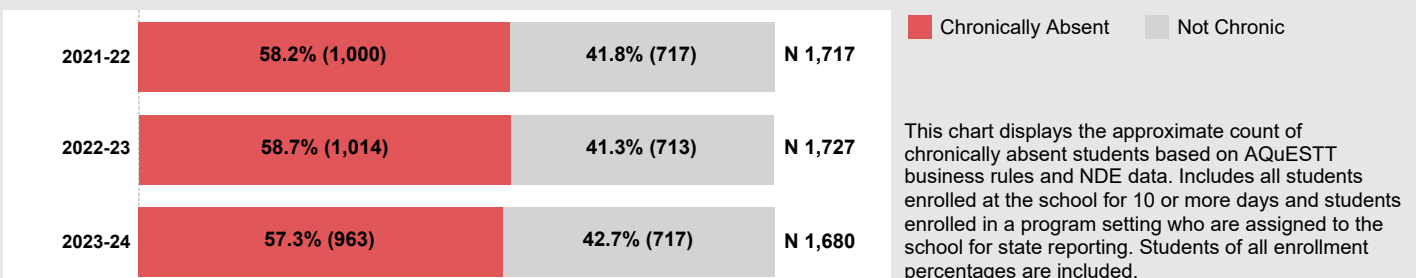 Chronically Absent Not Chronic
2021-22 58.2% (1,000) 41.8% (717) N 1,717
2022-23 58.7% (1,014) 41.3% (713) N 1,727
2023-24 57.3% (963) 42.7% (717) N 1,680
This chart displays the approximate count of
chronically absent students based on AQuESTT
business rules and NDE data. Includes all students
enrolled at the school for 10 or more days and students
enrolled in a program setting who are assigned to the
school for state reporting. Students of all enrollment
percentages are included.